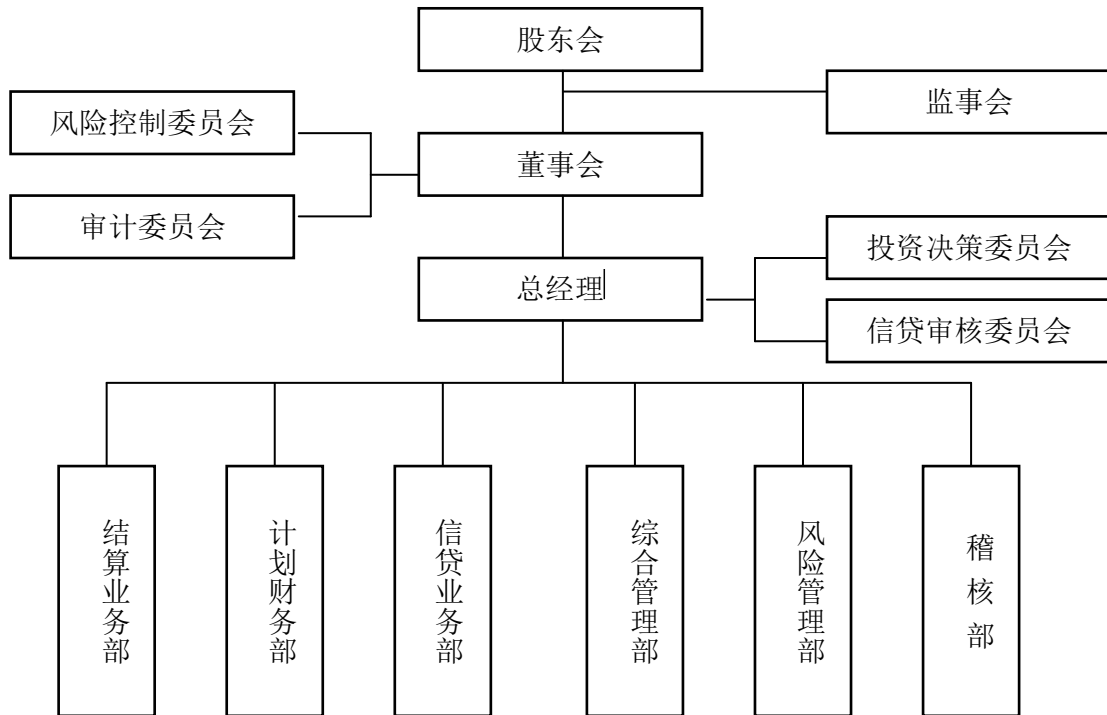 股东会
监事会
风险控制委员会
董事会
审计委员会
投资决策委员会
总经理
信贷审核委员会
结算业务部
计划财务部
信贷业务部
综合管理部
风险管理部
稽核部